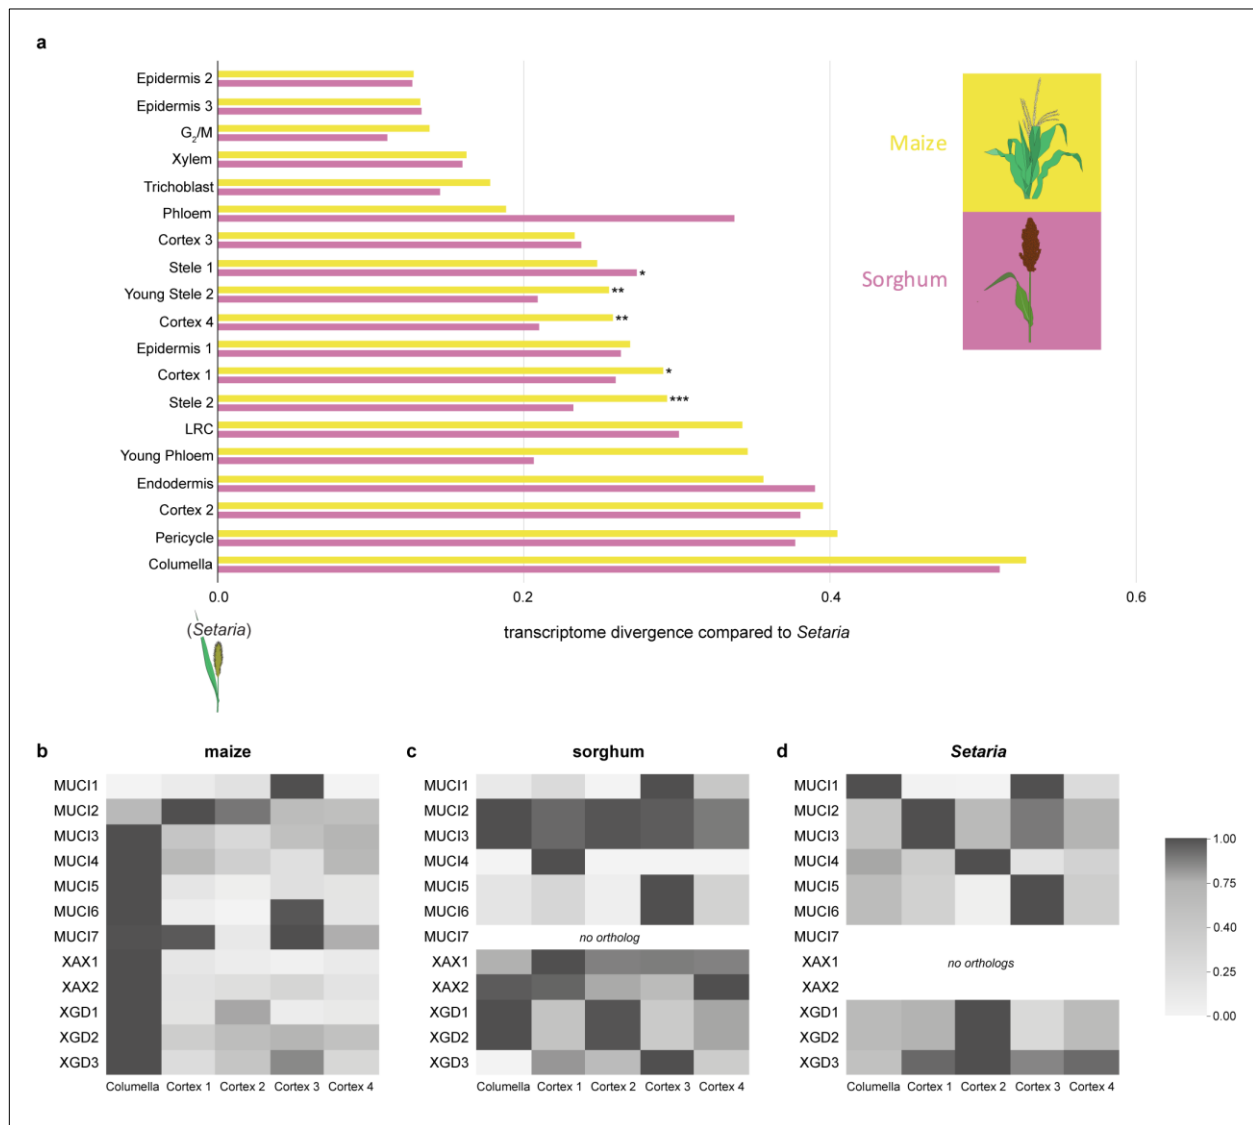 a
Epidermis 2
Epidermis 3
G2/M
Xylem
Trichoblast
Phloem
Cortex 3
Stele 1
*
Young Stele 2
**
Cortex 4
**
Epidermis 1
Cortex 1
*
Stele 2
***
LRC
Young Phloem
Endodermis
Cortex 2
Pericycle
Columella
Maize
Sorghum
0.0 0.2 0.4 0.6
(Setaria)
transcriptome divergence compared to Setaria
b maize
MUCI1
MUCI2
MUCI3
MUCI4
MUCI5
MUCI6
MUCI7
XAX1
XAX2
XGD1
XGD2
XGD3
Columella Cortex 1 Cortex 2 Cortex 3 Cortex 4
c sorghum
MUCI1
MUCI2
MUCI3
MUCI4
MUCI5
MUCI6
MUCI7 no ortholog
XAX1
XAX2
XGD1
XGD2
XGD3
Columella Cortex 1 Cortex 2 Cortex 3 Cortex 4
d Setaria
MUCI1
MUCI2
MUCI3
MUCI4
MUCI5
MUCI6
MUCI7
XAX1 no orthologs
XAX2
XGD1
XGD2
XGD3
Columella Cortex 1 Cortex 2 Cortex 3 Cortex 4
1.00
0.75
0.50
0.25
0.00